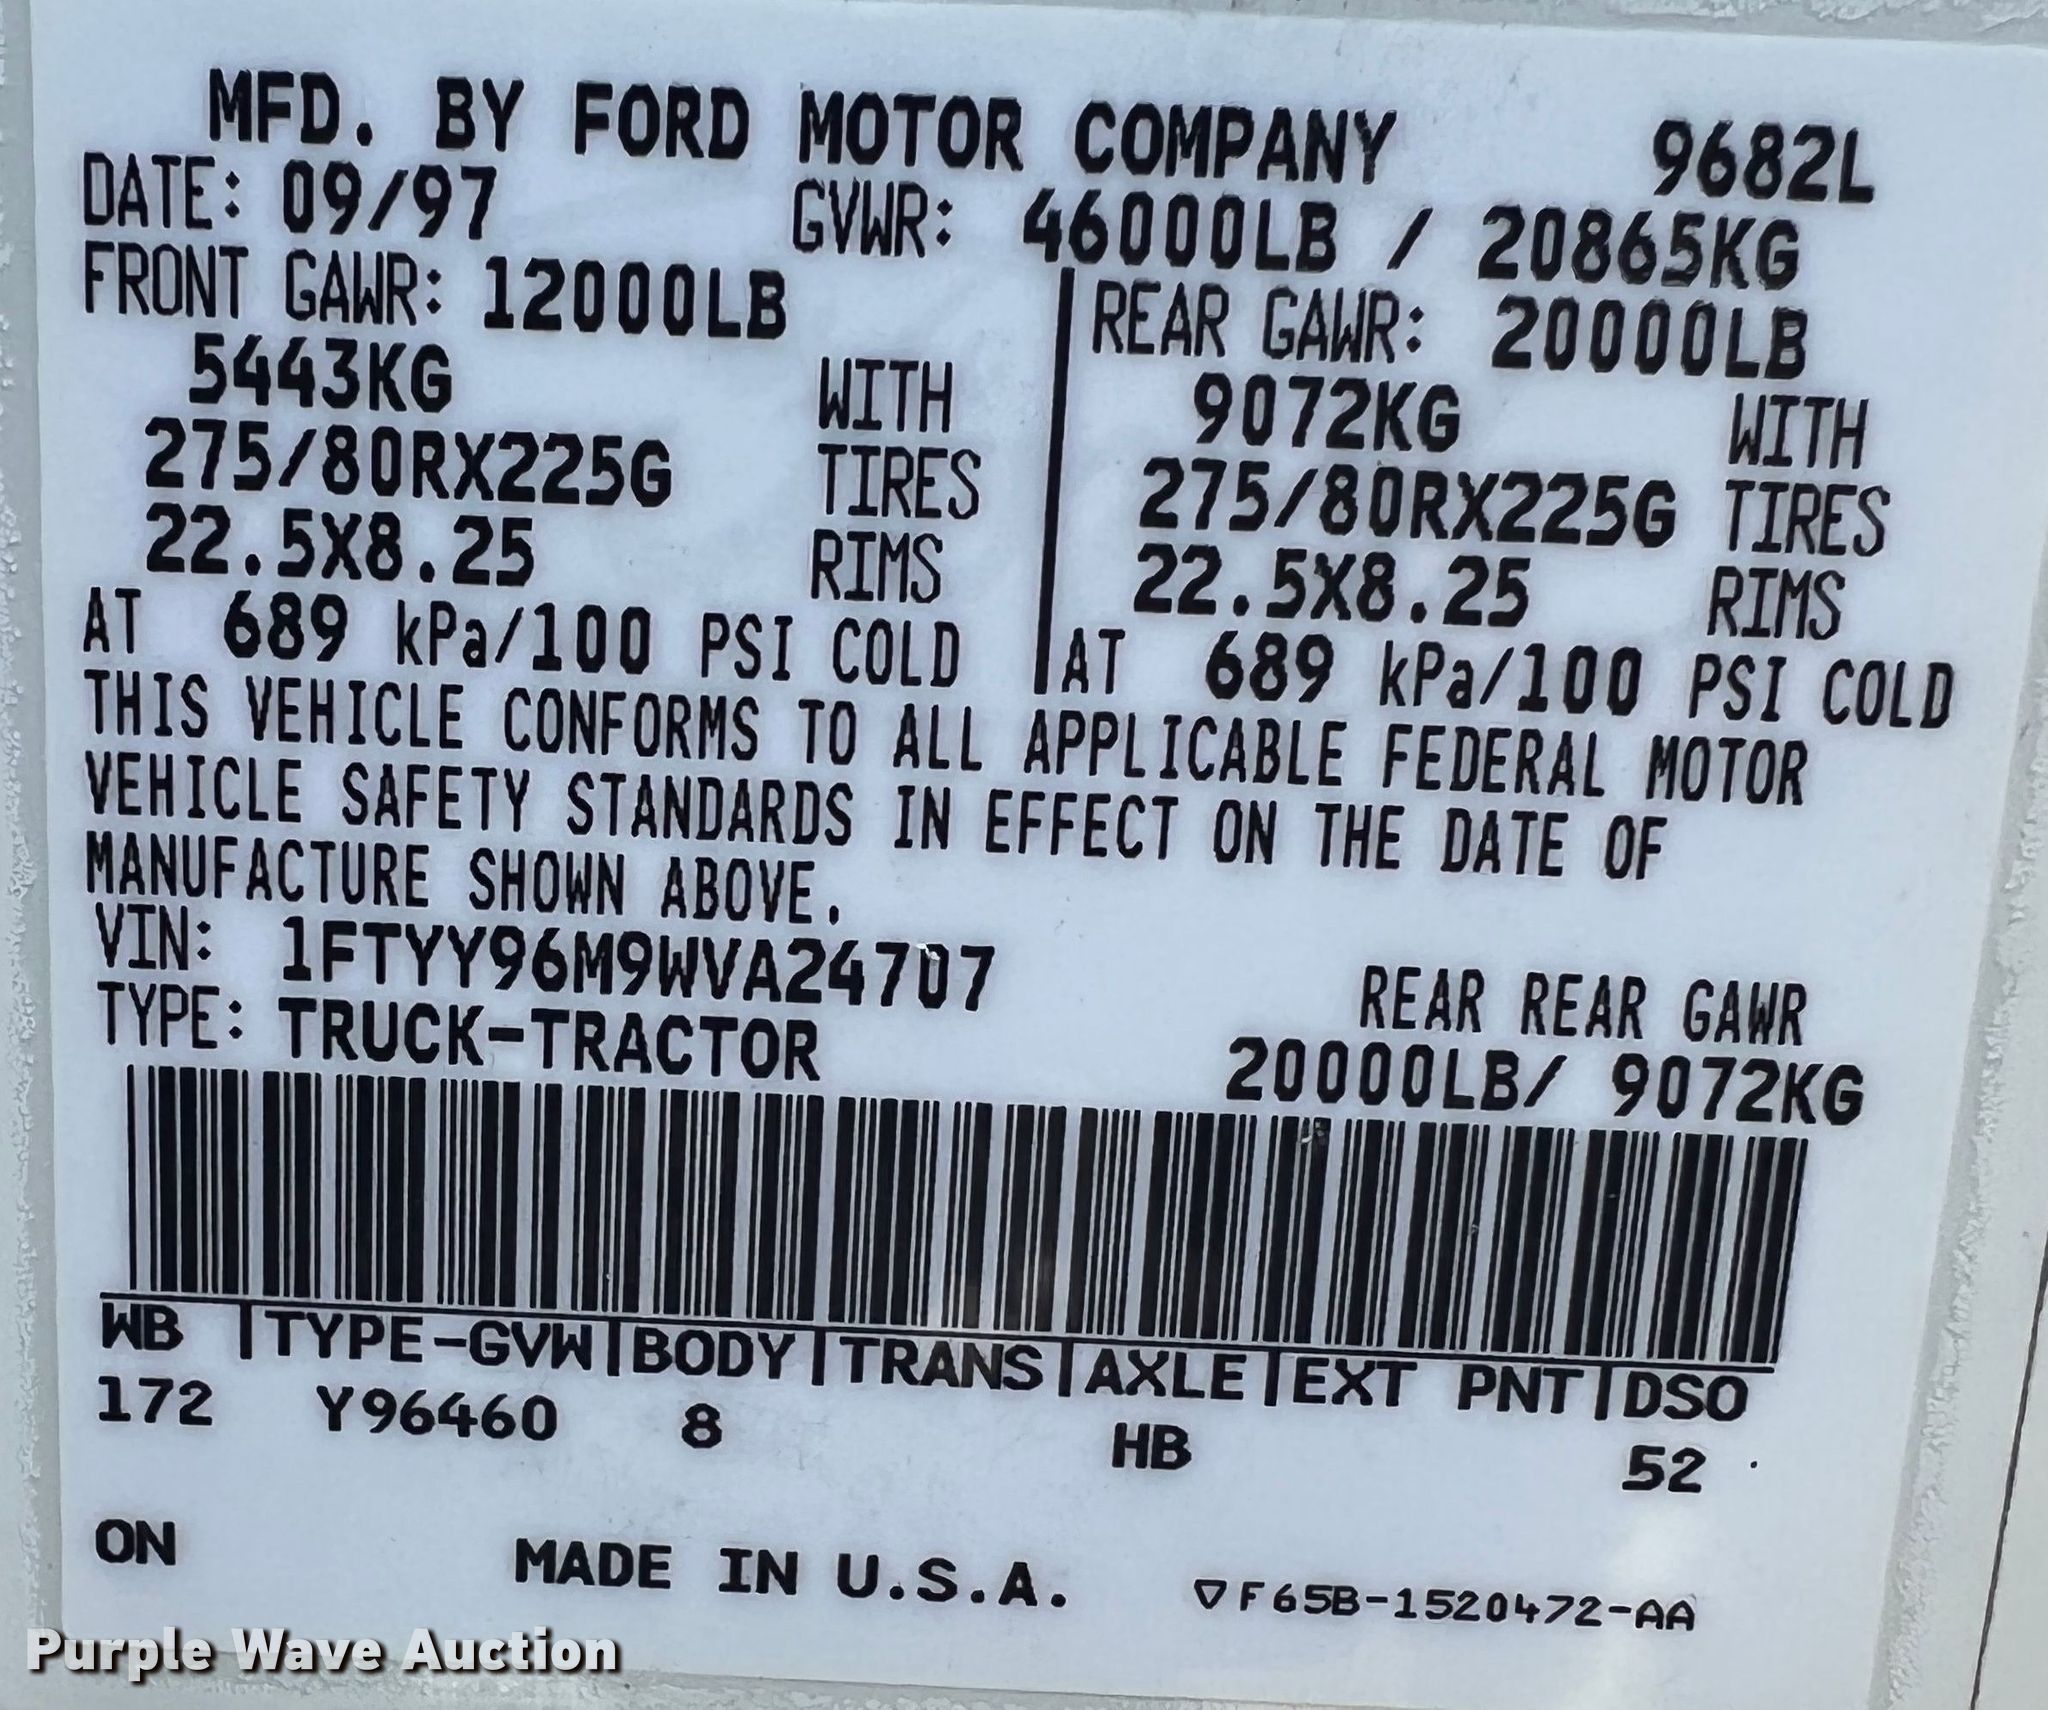 MFD. BY FORD MOTOR COMPANY 9682L
DATE: 09/97 GVWR: 46000LB / 20865KG
FRONT GAWR: 12000LB REAR GAWR: 20000LB
5443KG WITH 9072KG WITH
275/80RX225G TIRES 275/80RX225G TIRES
22.5X8.25 RIMS 22.5X8.25 RIMS
AT 689 kPa/100 PSI COLD AT 689 kPa/100 PSI COLD
THIS VEHICLE CONFORMS TO ALL APPLICABLE FEDERAL MOTOR
VEHICLE SAFETY STANDARDS IN EFFECT ON THE DATE OF
MANUFACTURE SHOWN ABOVE.
VIN: 1FTYY96M9WVA24707 REAR REAR GAWR
TYPE: TRUCK-TRACTOR 20000LB/ 9072KG
WB |TYPE-GVW|BODY|TRANS|AXLE|EXT PNT|DSO
172 Y96460 8 HB 52
ON MADE IN U.S.A. ▽F65B-1520472-AA
Purple Wave Auction